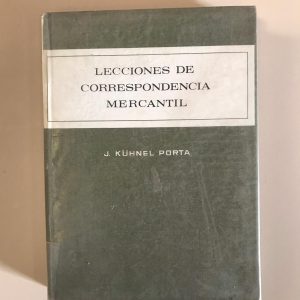 LECCIONES DE
CORRESPONDENCIA
MERCANTIL
J. KÜHNEL PORTA